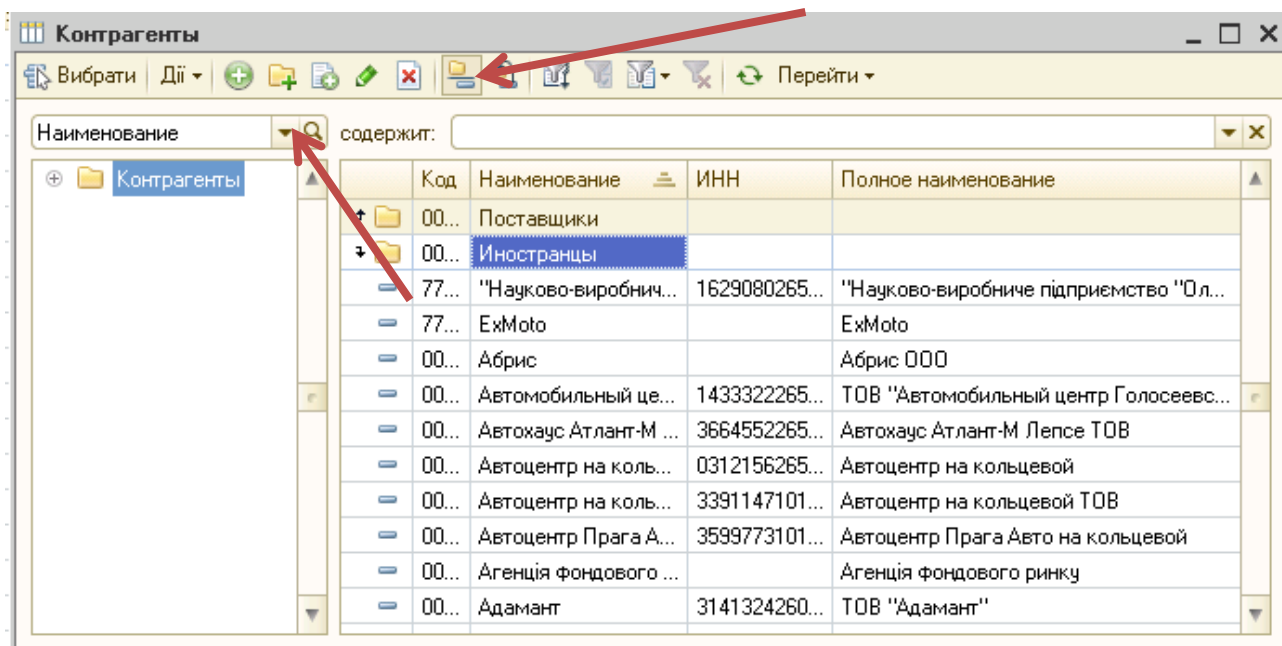 Контрагенты
Вибрати Дії Перейти
Наименование содержит:
Контрагенты
Код Наименование ИНН Полное наименование
00... Поставщики
00... Иностранцы
77... "Науково-виробнич... 1629080265... "Науково-виробниче підприємство "Ол...
77... ExMoto ExMoto
00... Абрис Абрис ООО
00... Автомобильный це... 1433322265... ТОВ "Автомобильный центр Голосеевс...
00... Автохаус Атлант-М ... 3664552265... Автохаус Атлант-М Лепсе ТОВ
00... Автоцентр на коль... 0312156265... Автоцентр на кольцевой
00... Автоцентр на коль... 3391147101... Автоцентр на кольцевой ТОВ
00... Автоцентр Прага А... 3599773101... Автоцентр Прага Авто на кольцевой
00... Агенція фондового ... Агенція фондового ринку
00... Адамант 3141324260... ТОВ "Адамант"